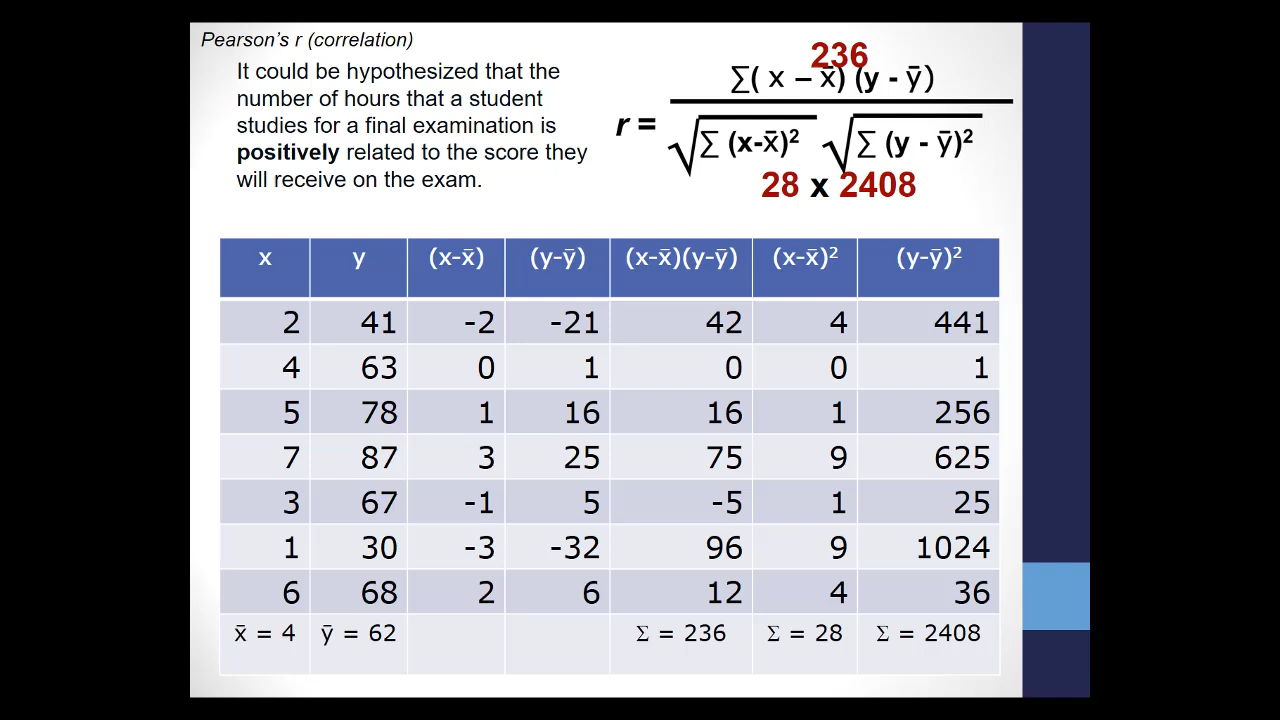 Pearson's r (correlation)
It could be hypothesized that the
number of hours that a student
studies for a final examination is
positively related to the score they
will receive on the exam.
236
∑( x – x̄) (y - ȳ)
r =
√∑ (x-x̄)² √∑ (y - ȳ)²
28 x 2408
x y (x-x̄) (y-ȳ) (x-x̄)(y-ȳ) (x-x̄)² (y-ȳ)²
2 41 -2 -21 42 4 441
4 63 0 1 0 0 1
5 78 1 16 16 1 256
7 87 3 25 75 9 625
3 67 -1 5 -5 1 25
1 30 -3 -32 96 9 1024
6 68 2 6 12 4 36
x̄ = 4 ȳ = 62 Σ = 236 Σ = 28 Σ = 2408